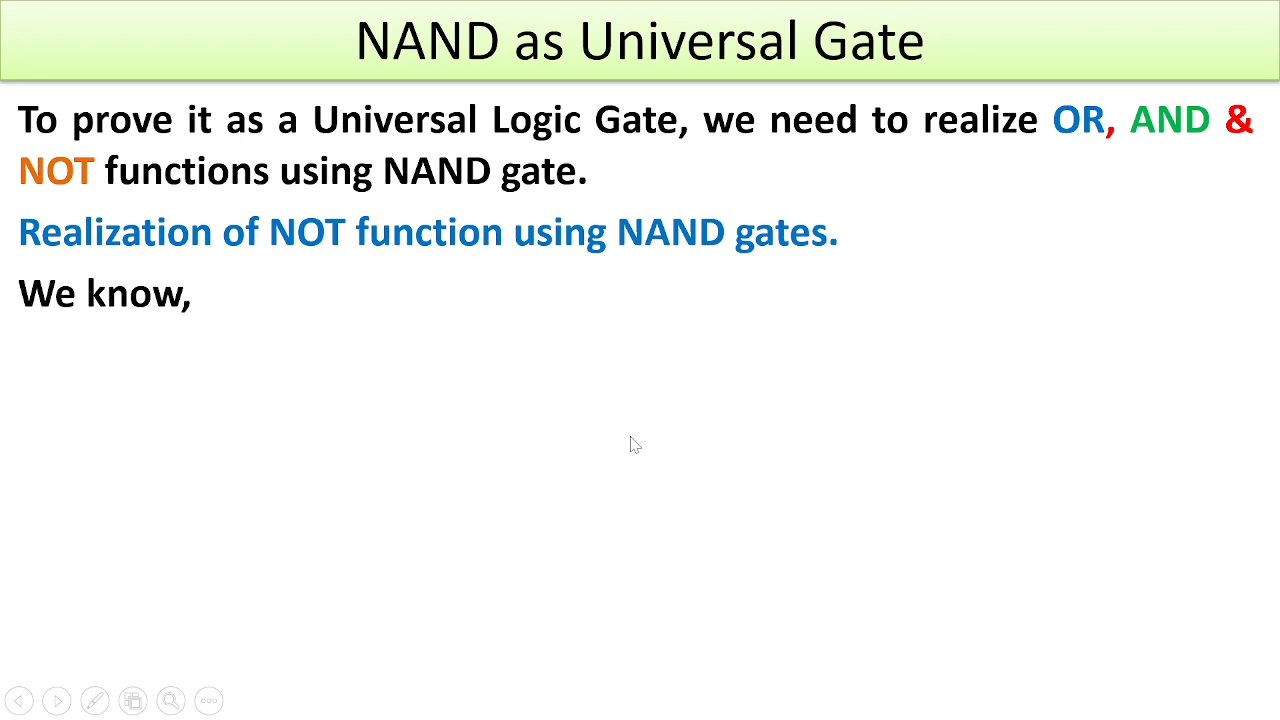 NAND as Universal Gate
To prove it as a Universal Logic Gate, we need to realize OR, AND &
NOT functions using NAND gate.
Realization of NOT function using NAND gates.
We know,